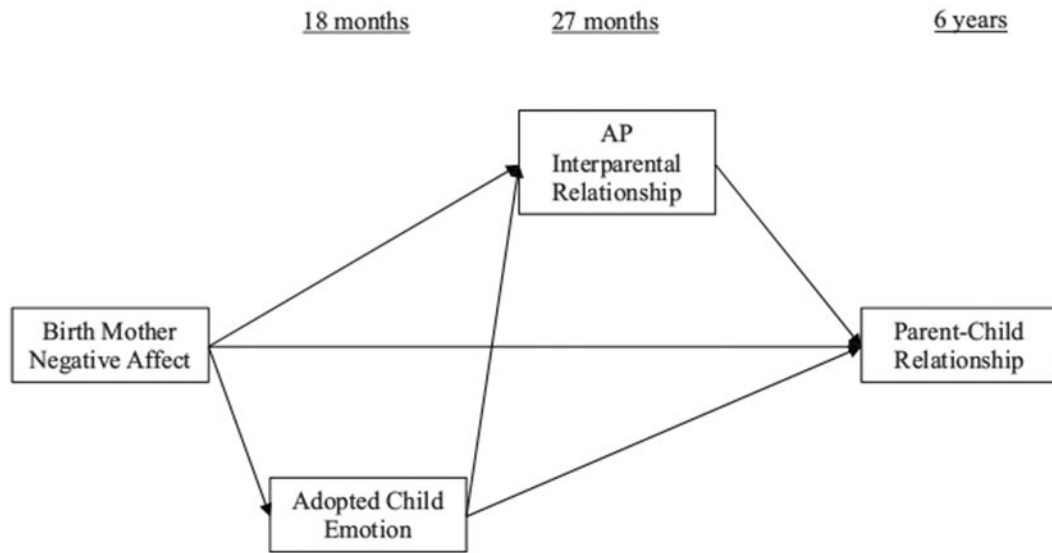 18 months 27 months 6 years
AP
Interparental
Relationship
Birth Mother
Negative Affect
Parent-Child
Relationship
Adopted Child
Emotion